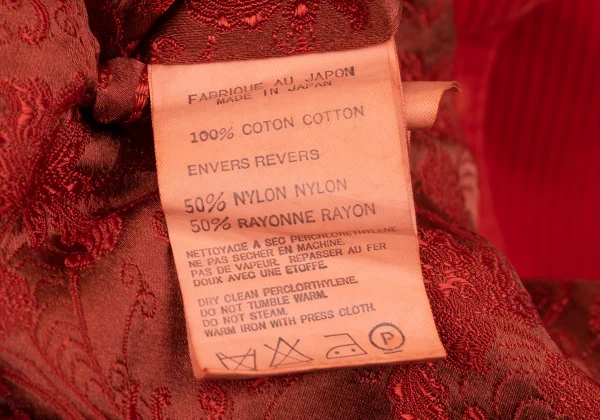 FABRIQUE AU JAPON
MADE IN JAPAN
100% COTON COTTON
ENVERS REVERS
50% NYLON NYLON
50% RAYONNE RAYON
NETTOYAGE A SEC PERCHLORETHYLENE
NE PAS SECHER EN MACHINE.
PAS DE VAPEUR. REPASSER AU FER
DOUX AVEC UNE ETOFFE.
DRY CLEAN PERCLORTHYLENE.
DO NOT TUMBLE WARM.
DO NOT STEAM.
WARM IRON WITH PRESS CLOTH.
P